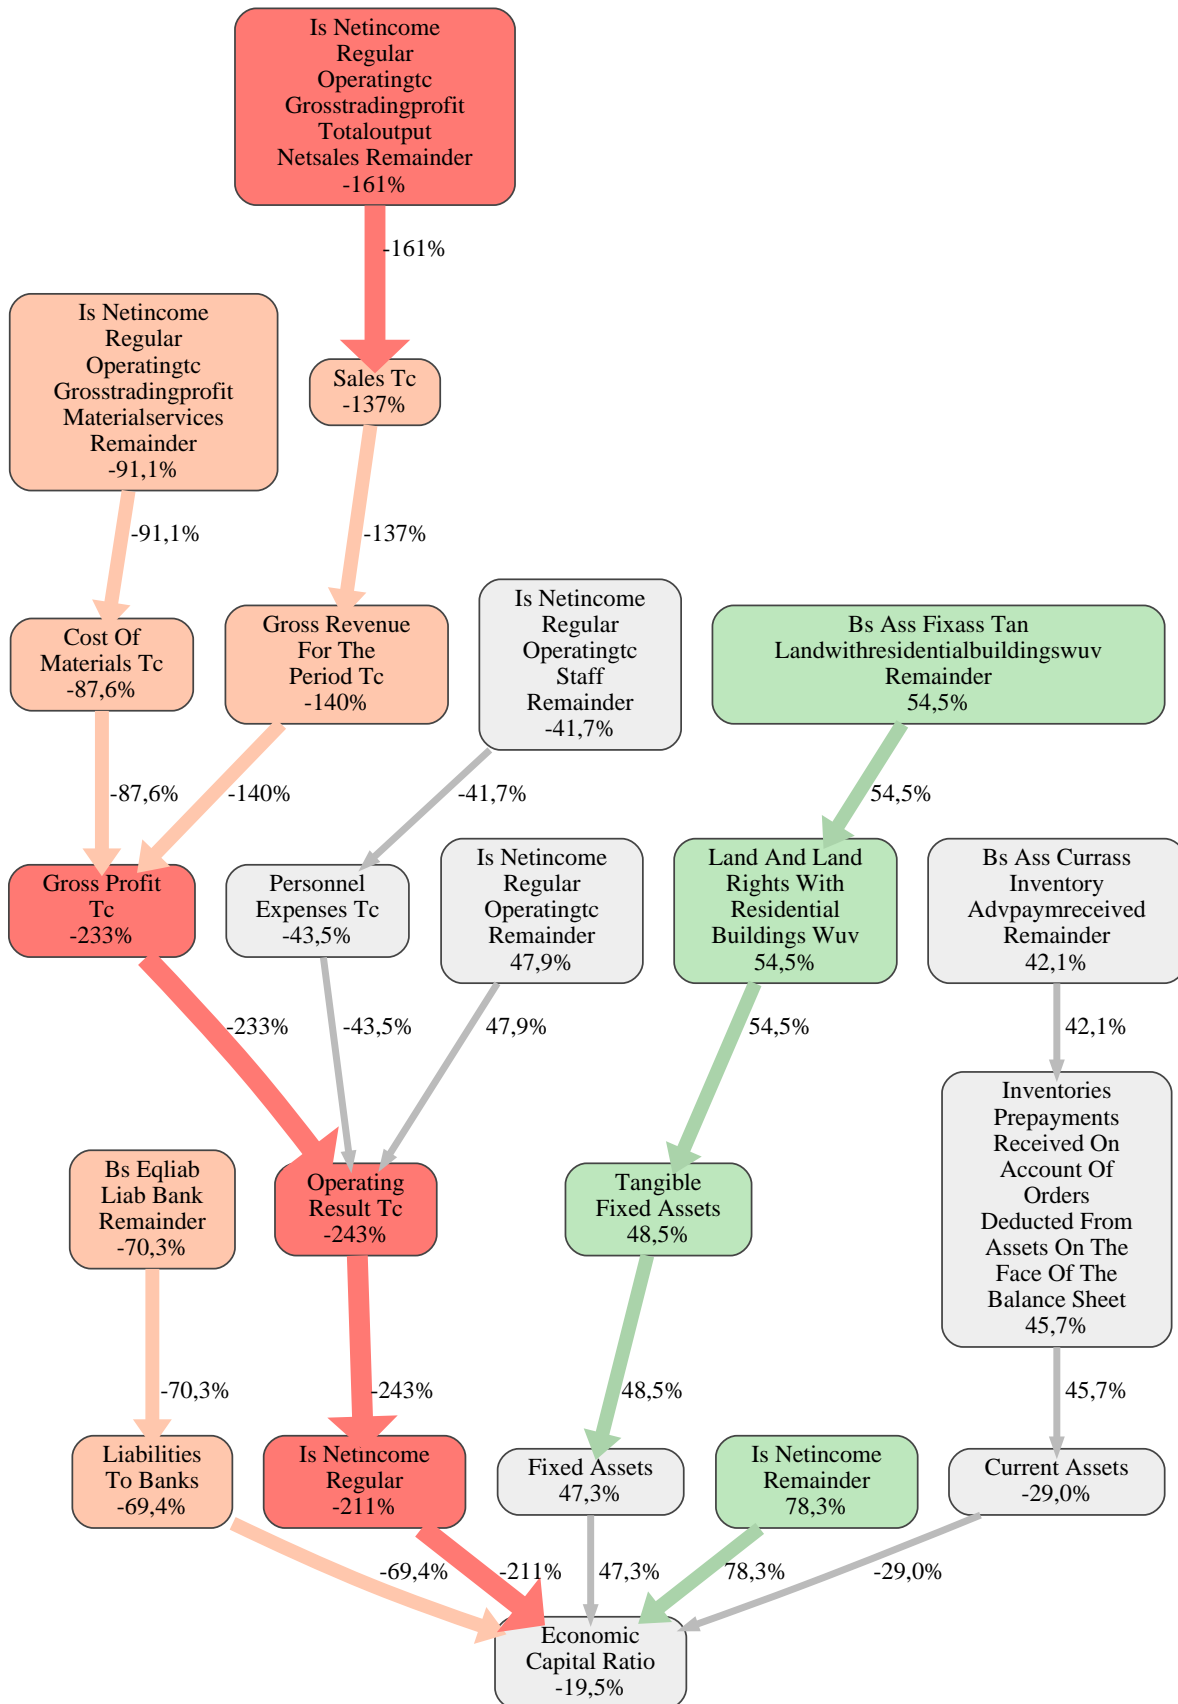 Is Netincome
Regular
Operatingtc
Grosstradingprofit
Totaloutput
Netsales Remainder
-161%
-161%
Is Netincome
Regular
Operatingtc
Grosstradingprofit
Materialservices
Remainder
-91,1%
Sales Tc
-137%
-91,1%
-137%
Cost Of
Materials Tc
-87,6%
Gross Revenue
For The
Period Tc
-140%
Is Netincome
Regular
Operatingtc
Staff
Remainder
-41,7%
Bs Ass Fixass Tan
Landwithresidentialbuildingswuv
Remainder
54,5%
-87,6%
-140%
-41,7%
54,5%
Gross Profit
Tc
-233%
Personnel
Expenses Tc
-43,5%
Is Netincome
Regular
Operatingtc
Remainder
47,9%
Land And Land
Rights With
Residential
Buildings Wuv
54,5%
Bs Ass Currass
Inventory
Advpaymreceived
Remainder
42,1%
-233%
-43,5%
47,9%
54,5%
42,1%
Bs Eqliab
Liab Bank
Remainder
-70,3%
Operating
Result Tc
-243%
Tangible
Fixed Assets
48,5%
Inventories
Prepayments
Received On
Account Of
Orders
Deducted From
Assets On The
Face Of The
Balance Sheet
45,7%
-70,3%
-243%
48,5%
45,7%
Liabilities
To Banks
-69,4%
Is Netincome
Regular
-211%
Fixed Assets
47,3%
Is Netincome
Remainder
78,3%
Current Assets
-29,0%
-69,4%
-211%
47,3%
78,3%
-29,0%
Economic
Capital Ratio
-19,5%